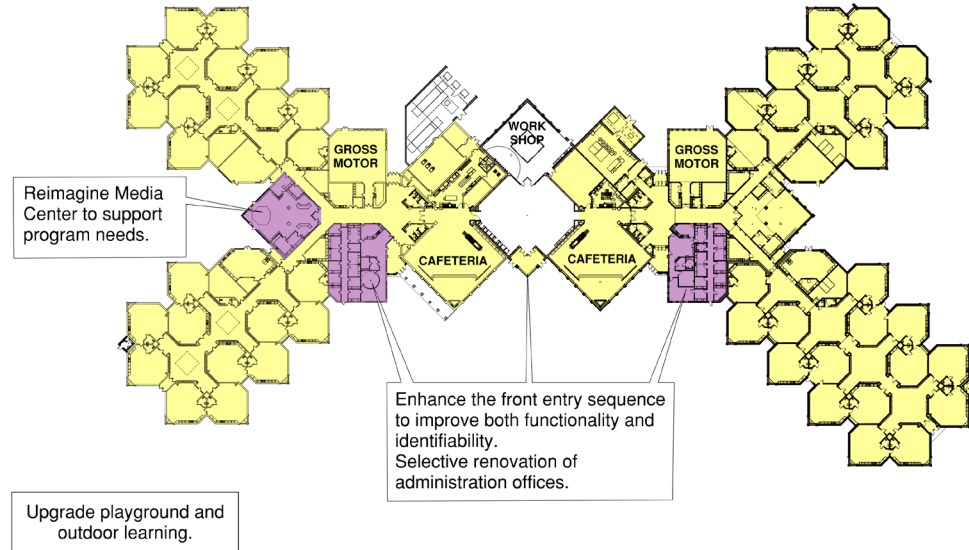 WORK
SHOP
GROSS
MOTOR
GROSS
MOTOR
Reimagine Media
Center to support
program needs.
CAFETERIA
CAFETERIA
Enhance the front entry sequence
to improve both functionality and
identifiability.
Selective renovation of
administration offices.
Upgrade playground and
outdoor learning.